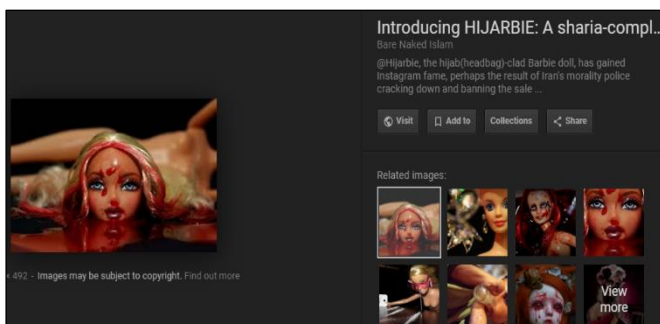 Introducing HIJARBIE: A sharia-compl...
Bare Naked Islam
@Hijarbie, the hijab(headbag)-clad Barbie doll, has gained
Instagram fame, perhaps the result of Iran's morality police
cracking down and banning the sale ...
Visit
Add to
Collections
Share
Related images:
492 - Images may be subject to copyright. Find out more
View
more